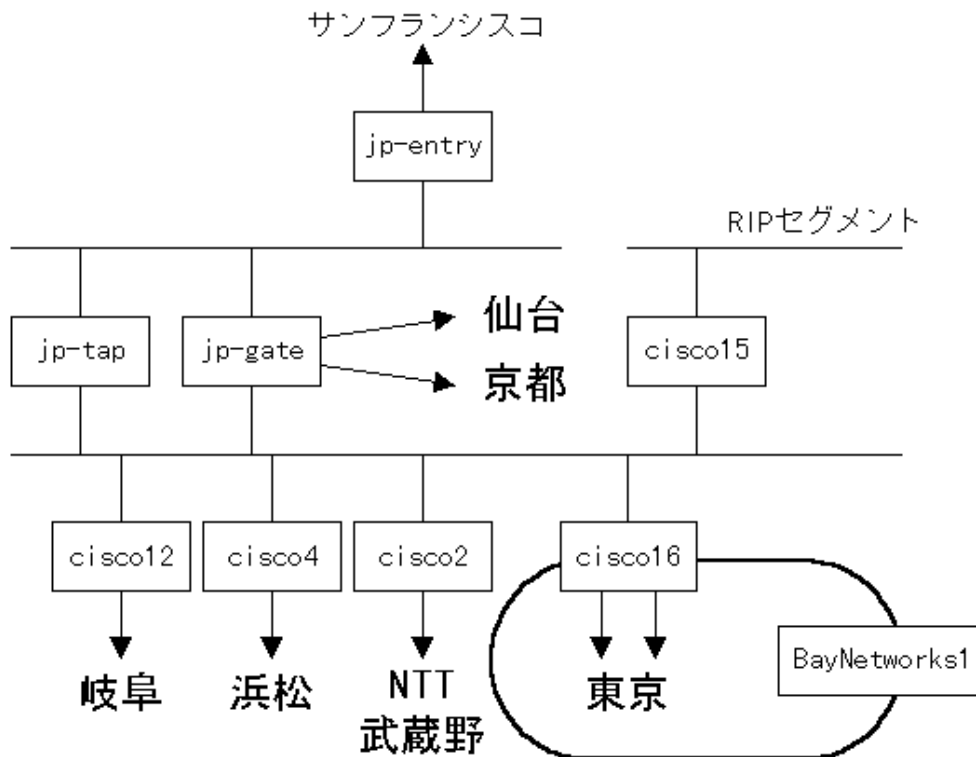 サンフランシスコ
jp-entry
RIPセグメント
jp-tap
jp-gate
仙台
京都
cisco15
cisco12
cisco4
cisco2
cisco16
BayNetworks1
岐阜
浜松
NTT
武蔵野
東京